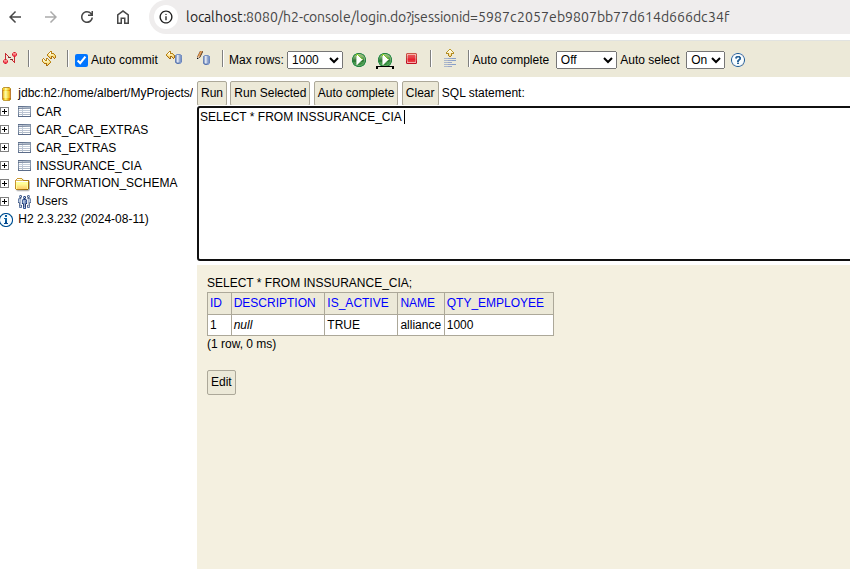 localhost:8080/h2-console/login.do?jsessionid=5987c2057eb9807bb77d614d666dc34f
Auto commit Max rows: 1000 Auto complete Off Auto select On ?
jdbc:h2:/home/albert/MyProjects/
CAR
CAR_CAR_EXTRAS
CAR_EXTRAS
INSSURANCE_CIA
INFORMATION_SCHEMA
Users
H2 2.3.232 (2024-08-11)
Run Run Selected Auto complete Clear SQL statement:
SELECT * FROM INSSURANCE_CIA
SELECT * FROM INSSURANCE_CIA;
ID DESCRIPTION IS_ACTIVE NAME QTY_EMPLOYEE
1 null TRUE alliance 1000
(1 row, 0 ms)
Edit